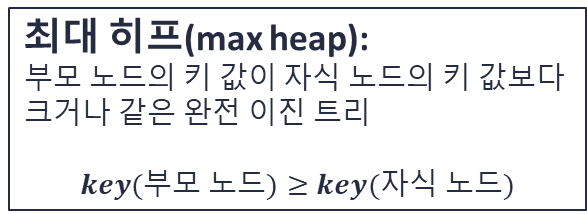 최대 히프(max heap):
부모 노드의 키 값이 자식 노드의 키 값보다
크거나 같은 완전 이진 트리
key(부모 노드) ≥ key(자식 노드)